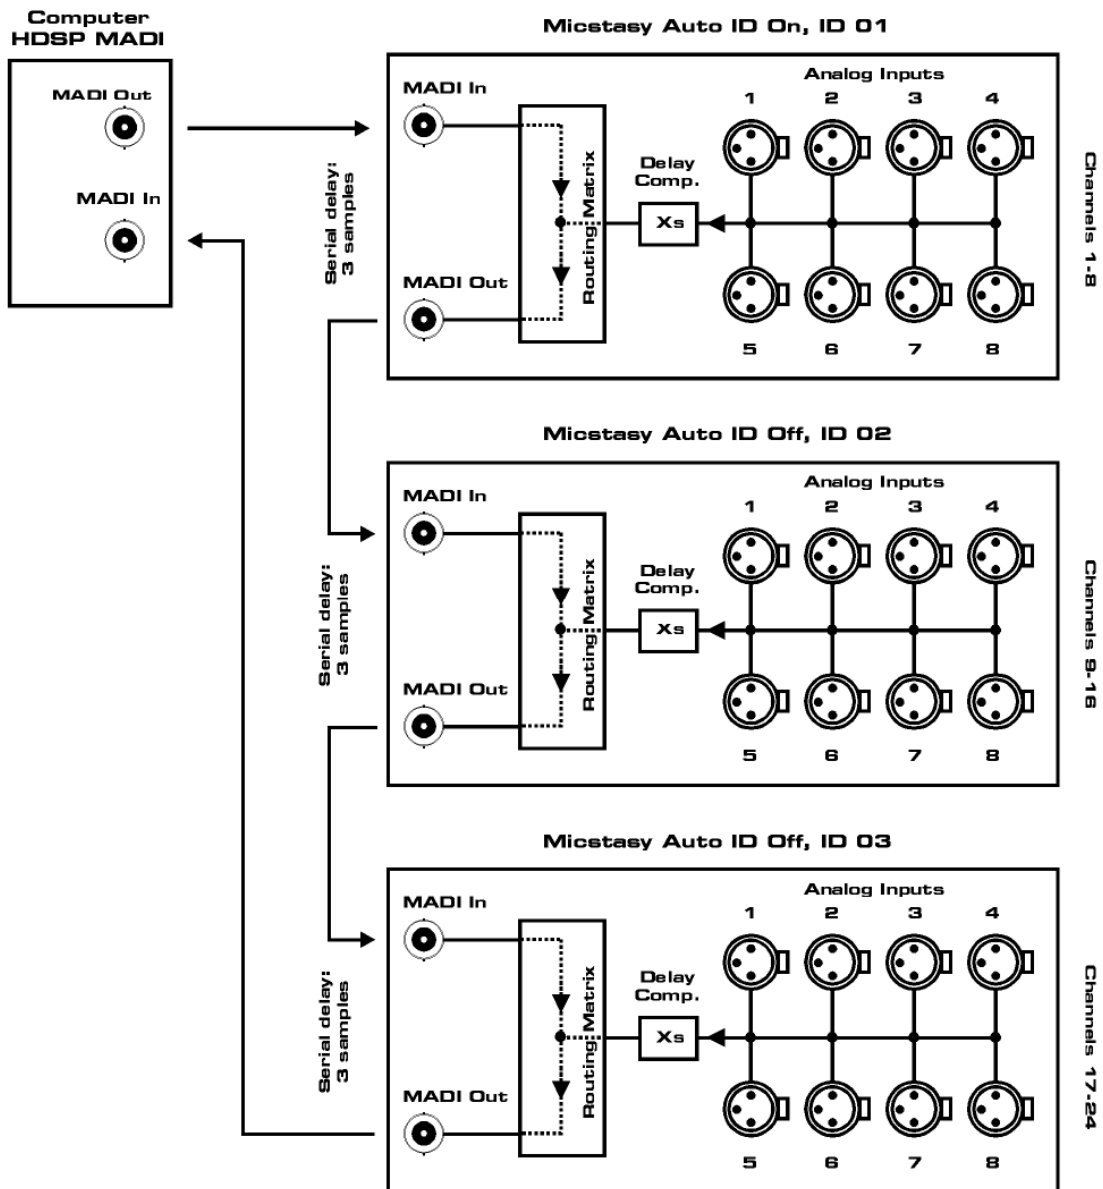 Computer
HDSP MADI
MADI Out
MADI In
Serial delay:
3 samples
Micstasy Auto ID On, ID 01
MADI In
MADI Out
Routing Matrix
Delay
Comp.
Xs
Analog Inputs
1 2 3 4
5 6 7 8
Channels 1-8
Serial delay:
3 samples
Micstasy Auto ID Off, ID 02
MADI In
MADI Out
Routing Matrix
Delay
Comp.
Xs
Analog Inputs
1 2 3 4
5 6 7 8
Channels 9-16
Serial delay:
3 samples
Micstasy Auto ID Off, ID 03
MADI In
MADI Out
Routing Matrix
Delay
Comp.
Xs
Analog Inputs
1 2 3 4
5 6 7 8
Channels 17-24